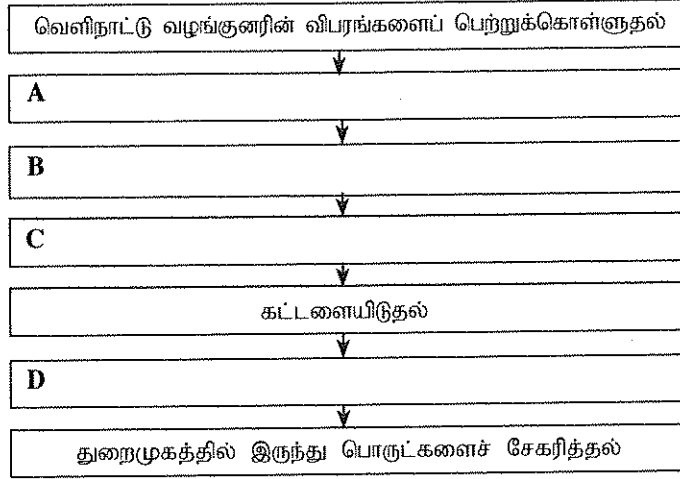 வெளிநாட்டு வழங்குனரின் விபரங்களைப் பெற்றுக்கொள்ளுதல்
A
B
C
கட்டளையிடுதல்
D
துறைமுகத்தில் இருந்து பொருட்களைச் சேகரித்தல்